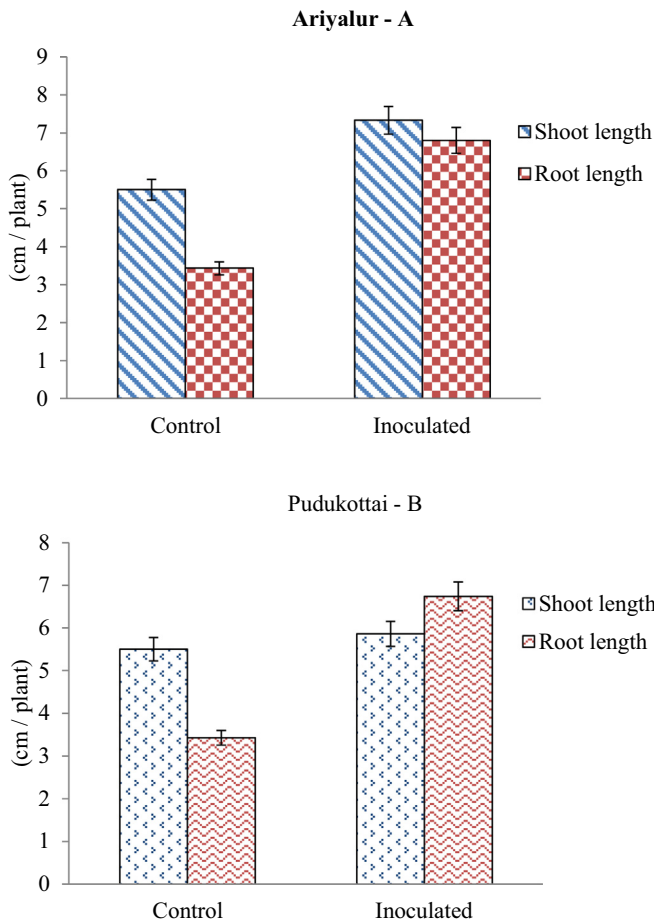 Ariyalur - A
9
8
7
6
5
4
3
2
1
0
(cm / plant)
Control
Inoculated
Shoot length
Root length
Pudukottai - B
8
7
6
5
4
3
2
1
0
(cm / plant)
Control
Inoculated
Shoot length
Root length